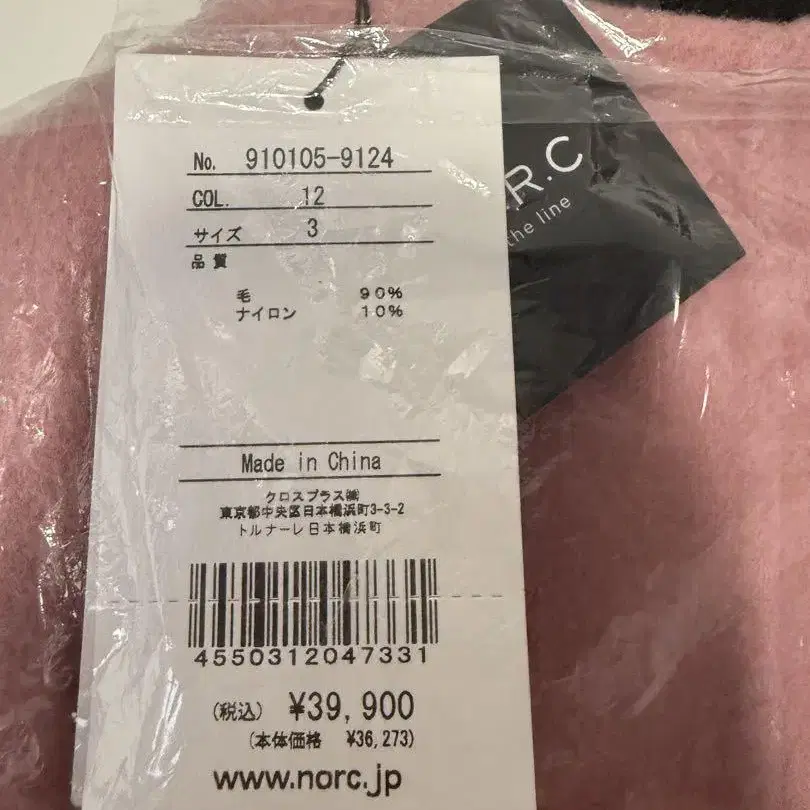 No. 910105-9124
COL. 12
サイズ 3
品質
毛 90%
ナイロン 10%
Made in China
クロスプラス㈱
東京都中央区日本橋浜町3-3-2
トルナーレ日本橋浜町
4550312047331
(税込) ¥39,900
(本体価格 ¥36,273)
www.norc.jp
.R.C
the line